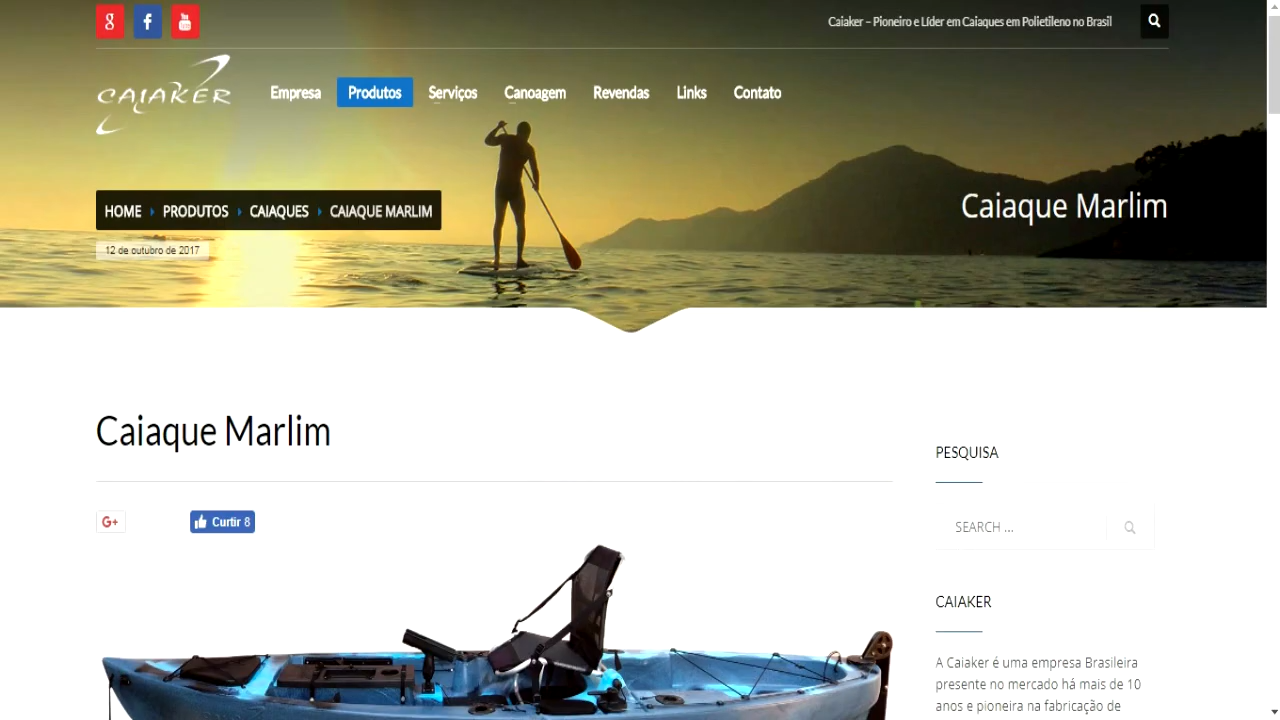 Caiaker – Pioneiro e Líder em Caiaques em Polietileno no Brasil
CAIAKER
Empresa Produtos Serviços Canoagem Revendas Links Contato
HOME PRODUTOS CAIAQUES CAIAQUE MARLIM
Caiaque Marlim
12 de outubro de 2017
Caiaque Marlim
PESQUISA
G+ Curtir 8
SEARCH ...
CAIAKER
A Caiaker é uma empresa Brasileira
presente no mercado há mais de 10
anos e pioneira na fabricação de